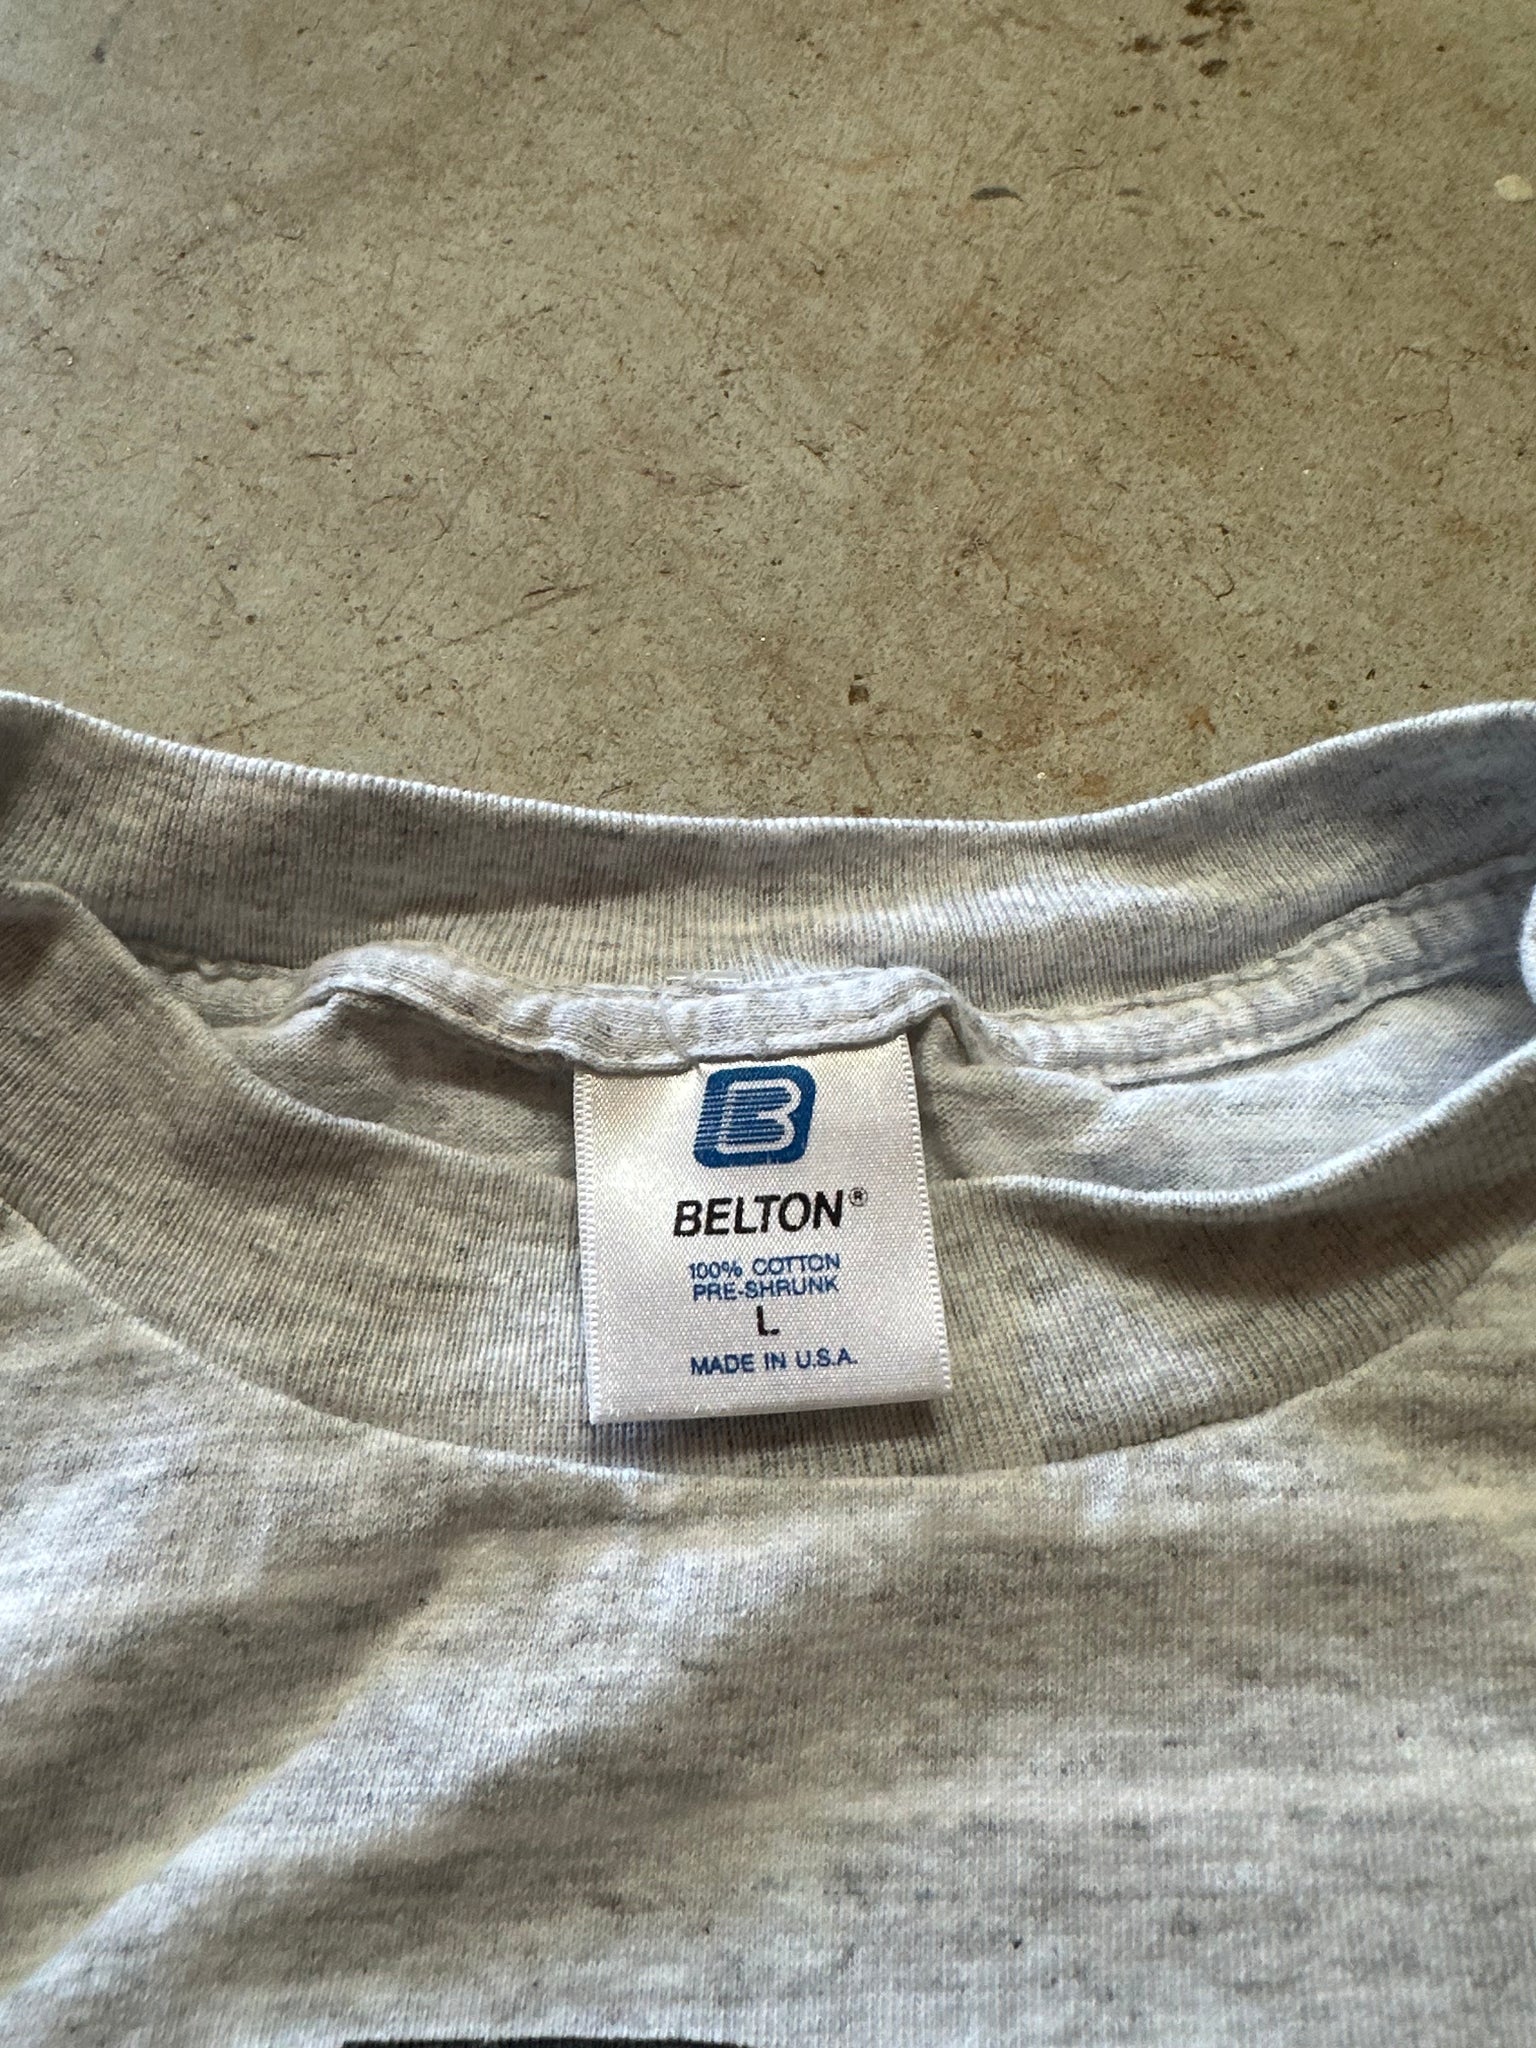 B
BELTON®
100% COTTON
PRE-SHRUNK
L
MADE IN U.S.A.